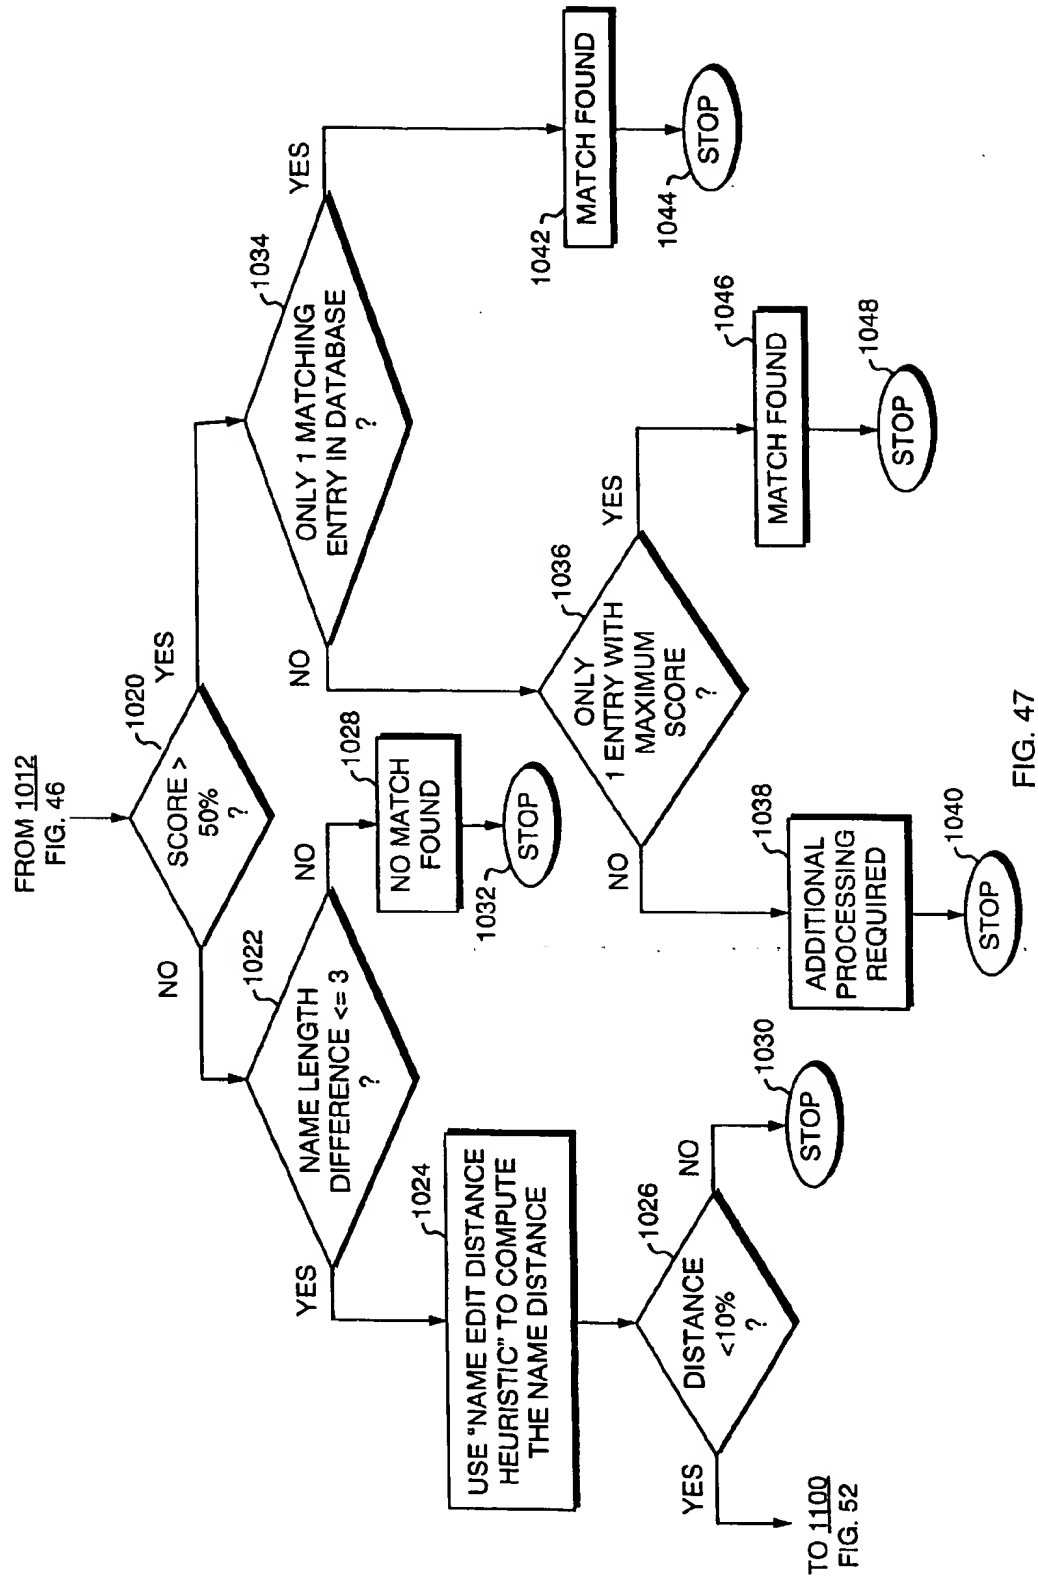 FROM 1012
FIG. 46
1020
SCORE >
50%
?
NO
YES
1022
NAME LENGTH
DIFFERENCE <= 3
?
YES
NO
1034
ONLY 1 MATCHING
ENTRY IN DATABASE
?
NO
YES
1028
NO MATCH
FOUND
1032
STOP
1024
USE "NAME EDIT DISTANCE
HEURISTIC" TO COMPUTE
THE NAME DISTANCE
1036
ONLY
1 ENTRY WITH
MAXIMUM
SCORE
?
NO
YES
1042
MATCH FOUND
1044
STOP
1026
DISTANCE
<10%
?
YES
NO
1030
STOP
1038
ADDITIONAL
PROCESSING
REQUIRED
1040
STOP
1046
MATCH FOUND
1048
STOP
TO 1100
FIG. 52
FIG. 47